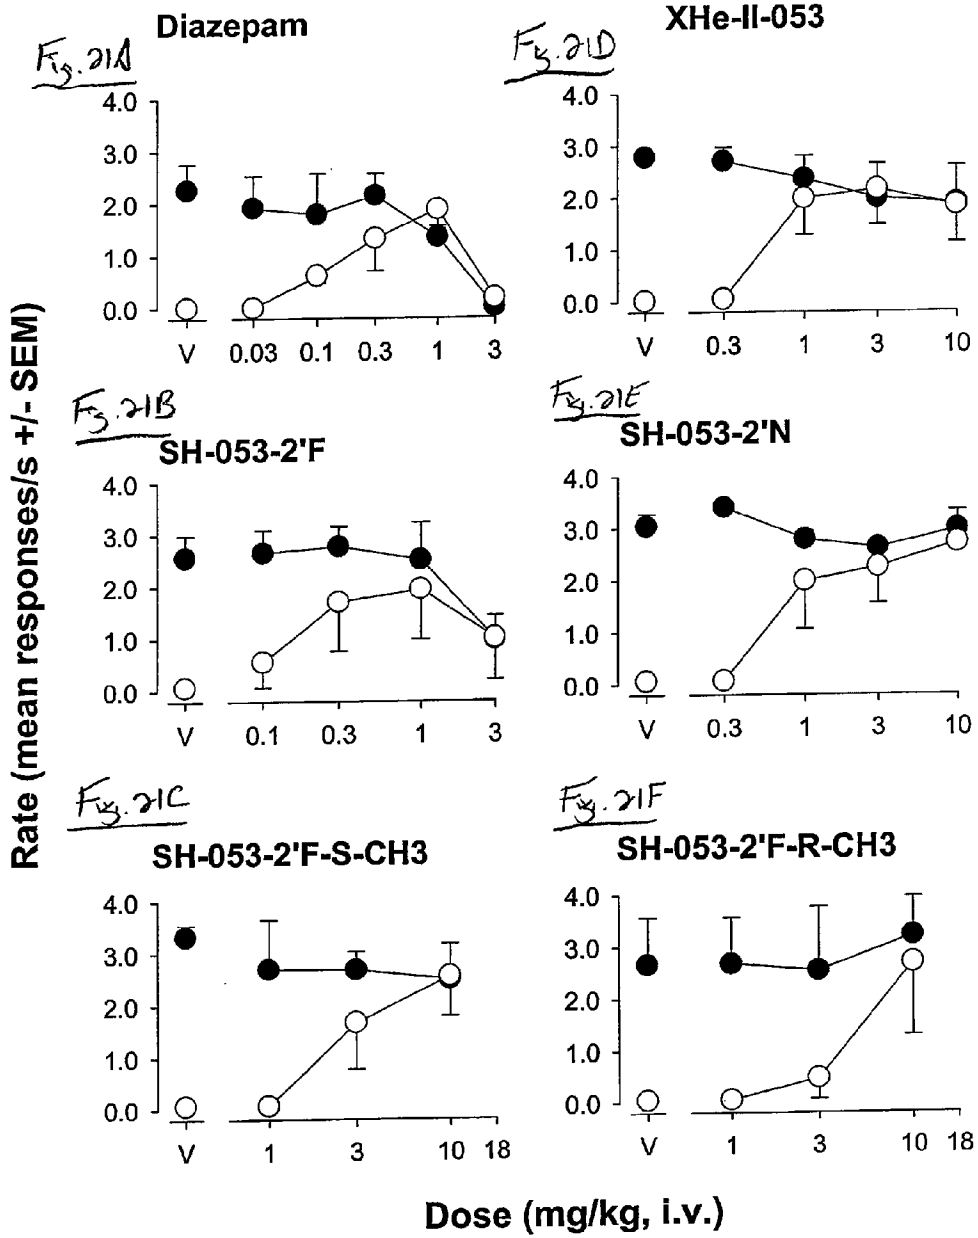 Diazepam
XHe-II-053
Fig. 21A
Fig. 21D
4.0
3.0
2.0
1.0
0.0
V 0.03 0.1 0.3 1 3
4.0
3.0
2.0
1.0
0.0
V 0.3 1 3 10
Fig. 21B
SH-053-2'F
4.0
3.0
2.0
1.0
0.0
V 0.1 0.3 1 3
Fig. 21E
SH-053-2'N
4.0
3.0
2.0
1.0
0.0
V 0.3 1 3 10
Fig. 21C
SH-053-2'F-S-CH3
4.0
3.0
2.0
1.0
0.0
V 1 3 10 18
Fig. 21F
SH-053-2'F-R-CH3
4.0
3.0
2.0
1.0
0.0
V 1 3 10 18
Rate (mean responses/s +/- SEM)
Dose (mg/kg, i.v.)